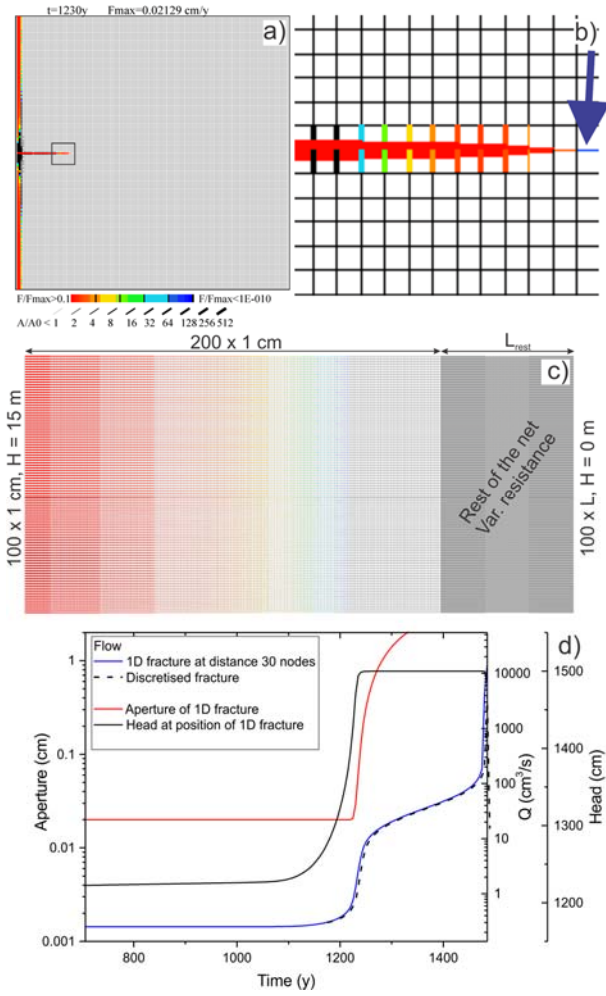 t=1230y Fmax=0.02129 cm/y
a)
b)
F/Fmax>0.1 F/Fmax<1E-010
A/A0 < 1 2 4 8 16 32 64 128 256 512
200 x 1 cm
Lrest
c)
100 x 1 cm, H = 15 m
Rest of the net
Var. resistance
100 x L, H = 0 m
d)
Flow
1D fracture at distance 30 nodes
Discretised fracture
Aperture of 1D fracture
Head at position of 1D fracture
Aperture (cm)
1
0.1
0.01
0.001
Q (cm³/s)
10000
1000
100
10
1
Head (cm)
1500
1400
1300
1200
800 1000 1200 1400
Time (y)